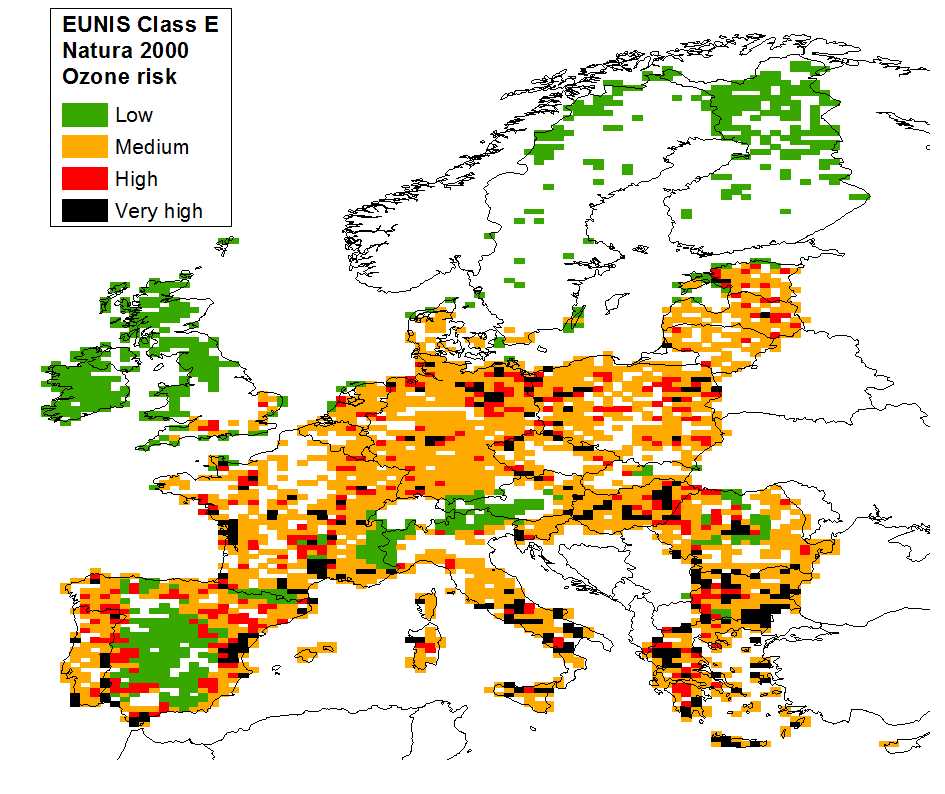 EUNIS Class E
Natura 2000
Ozone risk
Low
Medium
High
Very high